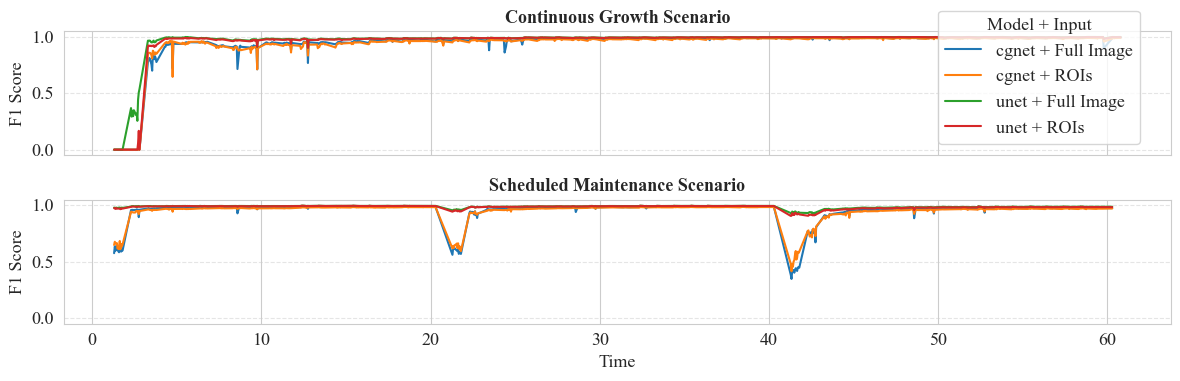 Continuous Growth Scenario
1.0
0.5
0.0
F1 Score
Model + Input
cgnet + Full Image
cgnet + ROIs
unet + Full Image
unet + ROIs
Scheduled Maintenance Scenario
1.0
0.5
0.0
F1 Score
0 10 20 30 40 50 60
Time